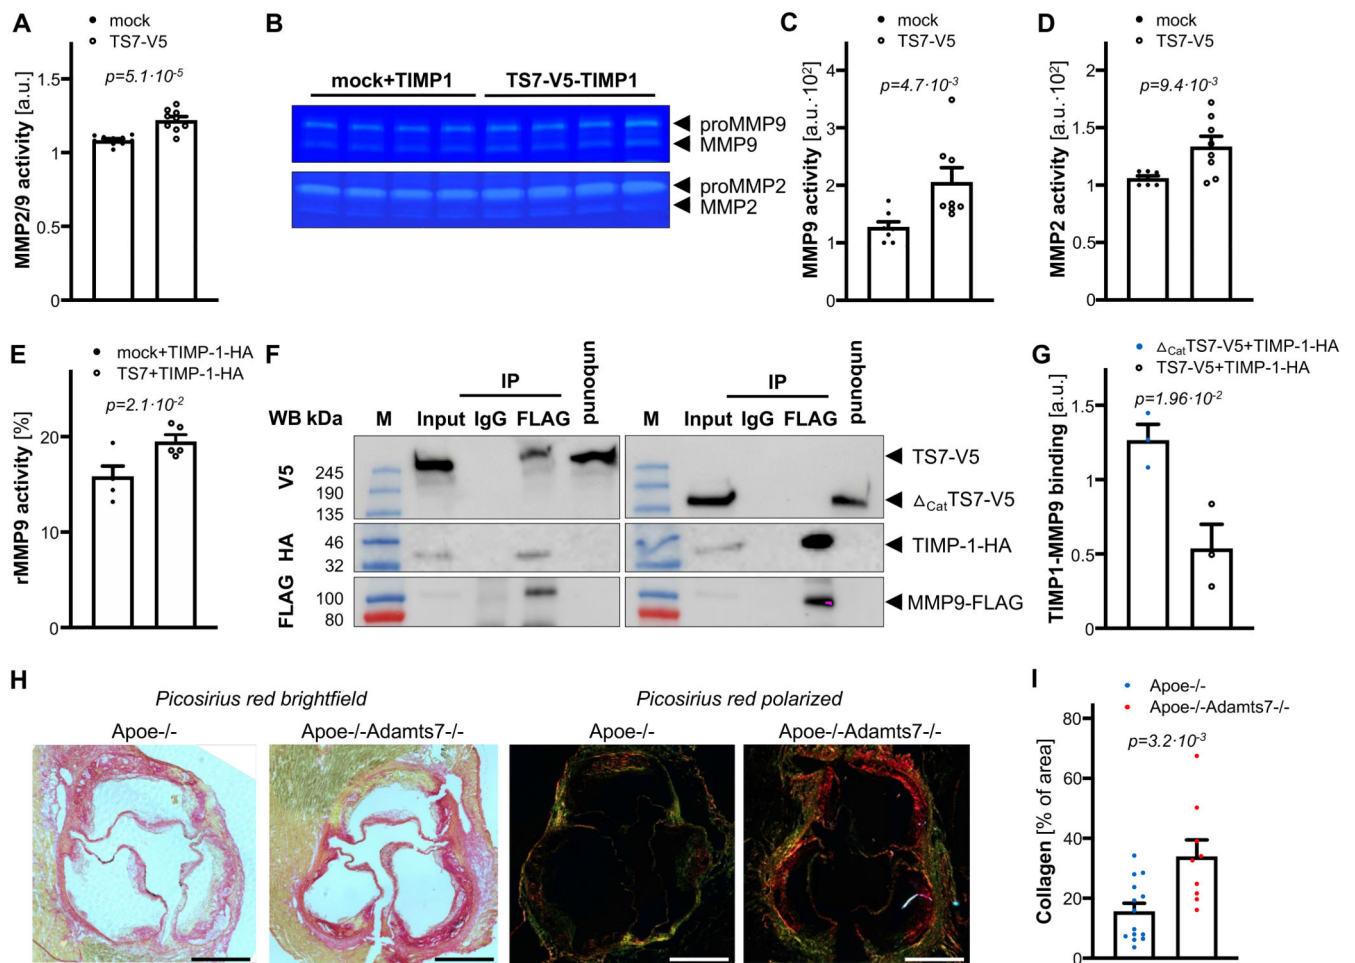 A
mock
TS7-V5
p=5.1·10-5
MMP2/9 activity [a.u.]
1.5
1
0.5
0
B
mock+TIMP1
TS7-V5-TIMP1
proMMP9
MMP9
proMMP2
MMP2
C
mock
TS7-V5
p=4.7·10-3
MMP9 activity [a.u.·10²]
4
3
2
1
0
D
mock
TS7-V5
p=9.4·10-3
MMP2 activity [a.u.·10²]
2
1.5
1
0.5
0
E
mock+TIMP-1-HA
TS7+TIMP-1-HA
p=2.1·10-2
rMMP9 activity [%]
20
10
0
F
IP
IP
WB kDa M Input IgG FLAG unbound
M Input IgG FLAG unbound
V5
245
190
135
HA
46
32
FLAG
100
80
TS7-V5
△CatTS7-V5
TIMP-1-HA
MMP9-FLAG
G
△CatTS7-V5+TIMP-1-HA
TS7-V5+TIMP-1-HA
p=1.96·10-2
TIMP1-MMP9 binding [a.u.]
1.5
1
0.5
0
H
Picosirius red brightfield
Picosirius red polarized
Apoe-/-
Apoe-/-Adamts7-/-
Apoe-/-
Apoe-/-Adamts7-/-
I
Apoe-/-
Apoe-/-Adamts7-/-
p=3.2·10-3
Collagen [% of area]
80
60
40
20
0